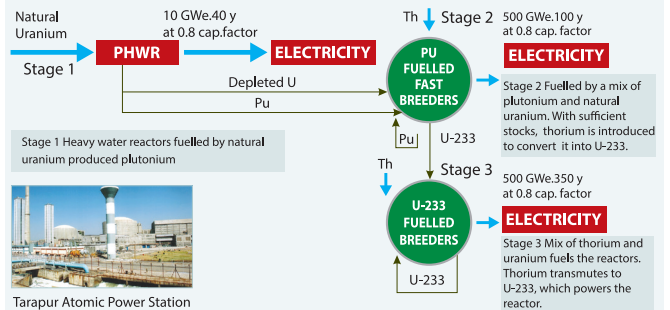 Natural
Uranium
Stage 1
PHWR
10 GWe.40 y
at 0.8 cap.factor
ELECTRICITY
Th
Stage 2
PU
FUELLED
FAST
BREEDERS
500 GWe.100 y
at 0.8 cap. factor
ELECTRICITY
Depleted U
Pu
Pu
U-233
Stage 2 Fuelled by a mix of
plutonium and natural
uranium. With sufficient
stocks, thorium is introduced
to convert it into U-233.
Stage 1 Heavy water reactors fuelled by natural
uranium produced plutonium
Th
Stage 3
U-233
FUELLED
BREEDERS
U-233
500 GWe.350 y
at 0.8 cap. factor
ELECTRICITY
Stage 3 Mix of thorium and
uranium fuels the reactors.
Thorium transmutes to
U-233, which powers the
reactor.
Tarapur Atomic Power Station